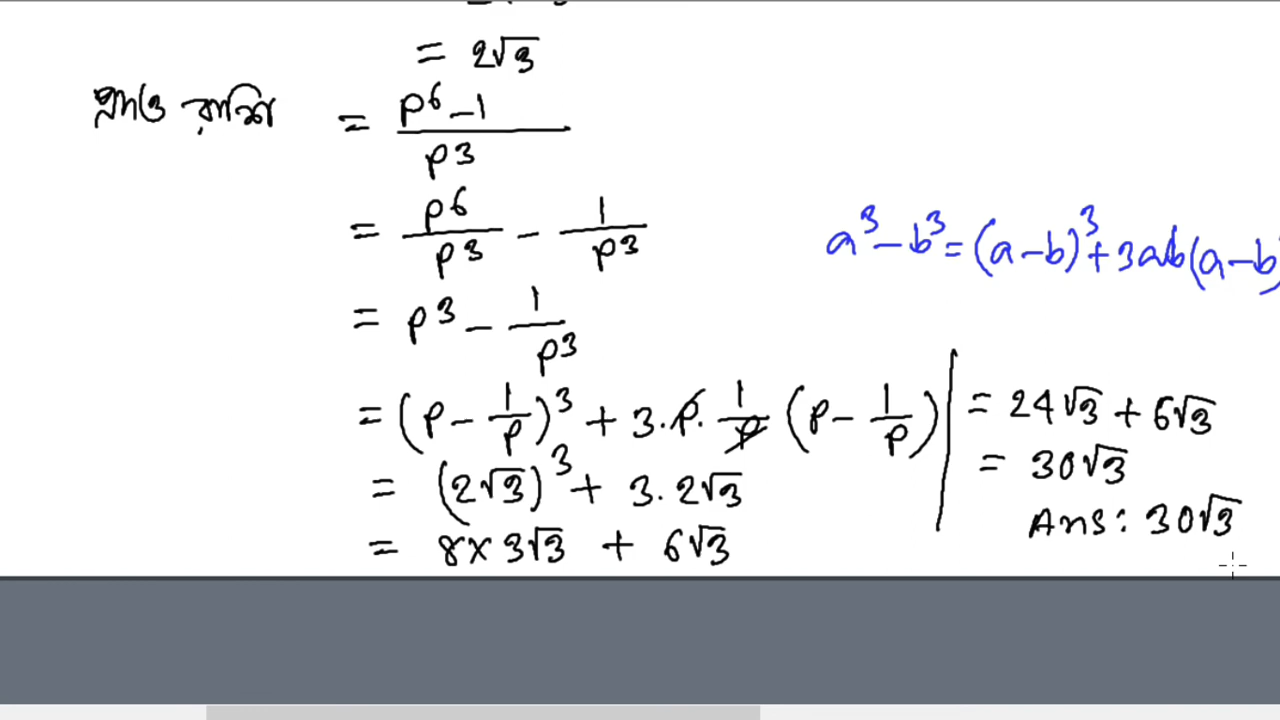 = 2√3
প্রদত্ত রাশি = (p⁶ - 1)/p³
= p⁶/p³ - 1/p³
a³ - b³ = (a - b)³ + 3ab(a - b)
= p³ - 1/p³
= (p - 1/p)³ + 3.p.1/p (p - 1/p)
= (2√3)³ + 3.2√3
= 8 × 3√3 + 6√3
= 24√3 + 6√3
= 30√3
Ans: 30√3